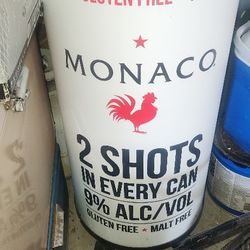 GLUTEN FREE
MONACO
2 SHOTS
IN EVERY CAN
9% ALC/VOL
GLUTEN FREE ★ MALT FREE